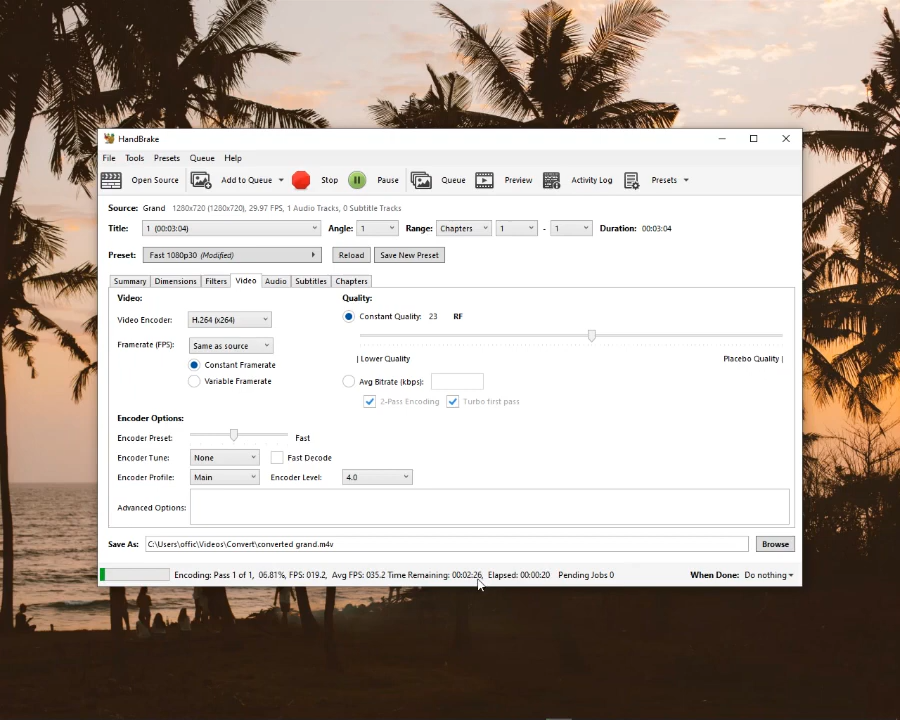 HandBrake
File Tools Presets Queue Help
Open Source Add to Queue Stop Pause Queue Preview Activity Log Presets
Source: Grand 1280x720 (1280x720), 29.97 FPS, 1 Audio Tracks, 0 Subtitle Tracks
Title: 1 (00:03:04) Angle: 1 Range: Chapters 1 - 1 Duration: 00:03:04
Preset: Fast 1080p30 (Modified) Reload Save New Preset
Summary Dimensions Filters Video Audio Subtitles Chapters
Video: Quality:
Video Encoder: H.264 (x264) Constant Quality: 23 RF
Framerate (FPS): Same as source
| Lower Quality Placebo Quality |
Constant Framerate
Variable Framerate Avg Bitrate (kbps):
2-Pass Encoding Turbo first pass
Encoder Options:
Encoder Preset: Fast
Encoder Tune: None Fast Decode
Encoder Profile: Main Encoder Level: 4.0
Advanced Options:
Save As: C:\Users\offic\Videos\Convert\converted grand.m4v Browse
Encoding: Pass 1 of 1, 06.81%, FPS: 019.2, Avg FPS: 035.2 Time Remaining: 00:02:26, Elapsed: 00:00:20 Pending Jobs 0 When Done: Do nothing